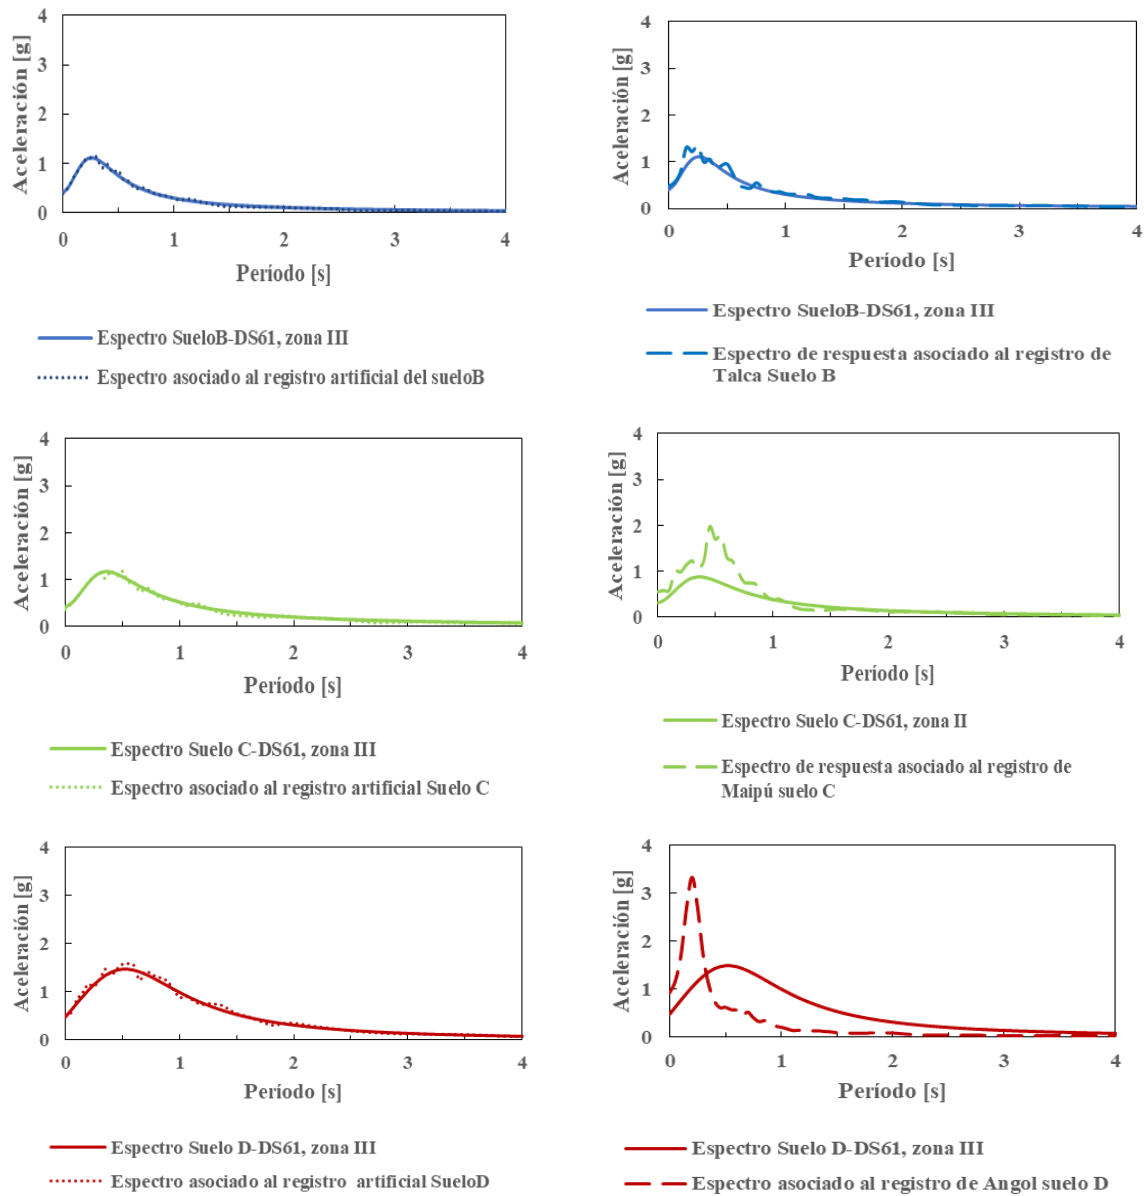 Aceleración [g]
4
3
2
1
0
0 1 2 3 4
Período [s]
Espectro SueloB-DS61, zona III
Espectro asociado al registro artificial del sueloB
Aceleración [g]
4
3
2
1
0
0 1 2 3 4
Período [s]
Espectro SueloB-DS61, zona III
Espectro de respuesta asociado al registro de
Talca Suelo B
Aceleración [g]
4
3
2
1
0
0 1 2 3 4
Período [s]
Espectro Suelo C-DS61, zona III
Espectro asociado al registro artificial Suelo C
Aceleración [g]
4
3
2
1
0
0 1 2 3 4
Período [s]
Espectro Suelo C-DS61, zona II
Espectro de respuesta asociado al registro de
Maipú suelo C
Aceleración [g]
4
3
2
1
0
0 1 2 3 4
Período [s]
Espectro Suelo D-DS61, zona III
Espectro asociado al registro artificial SueloD
Aceleración [g]
4
3
2
1
0
0 1 2 3 4
Período [s]
Espectro Suelo D-DS61, zona III
Espectro asociado al registro de Angol suelo D